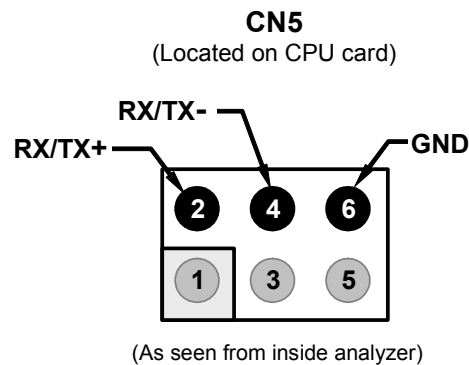 CN5
(Located on CPU card)
RX/TX-
RX/TX+
GND
2 4 6
1 3 5
(As seen from inside analyzer)